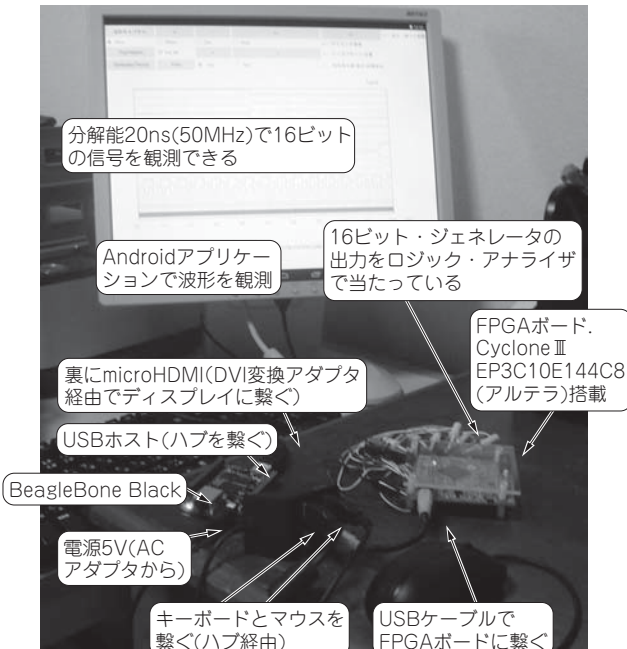 分解能20ns(50MHz)で16ビット
の信号を観測できる
Androidアプリケー
ションで波形を観測
16ビット・ジェネレータの
出力をロジック・アナライザ
で当たっている
FPGAボード．
CycloneⅢ
EP3C10E144C8
(アルテラ)搭載
裏にmicroHDMI(DVI変換アダプタ
経由でディスプレイに繋ぐ)
USBホスト(ハブを繋ぐ)
BeagleBone Black
電源5V(AC
アダプタから)
キーボードとマウスを
繋ぐ(ハブ経由)
USBケーブルで
FPGAボードに繋ぐ